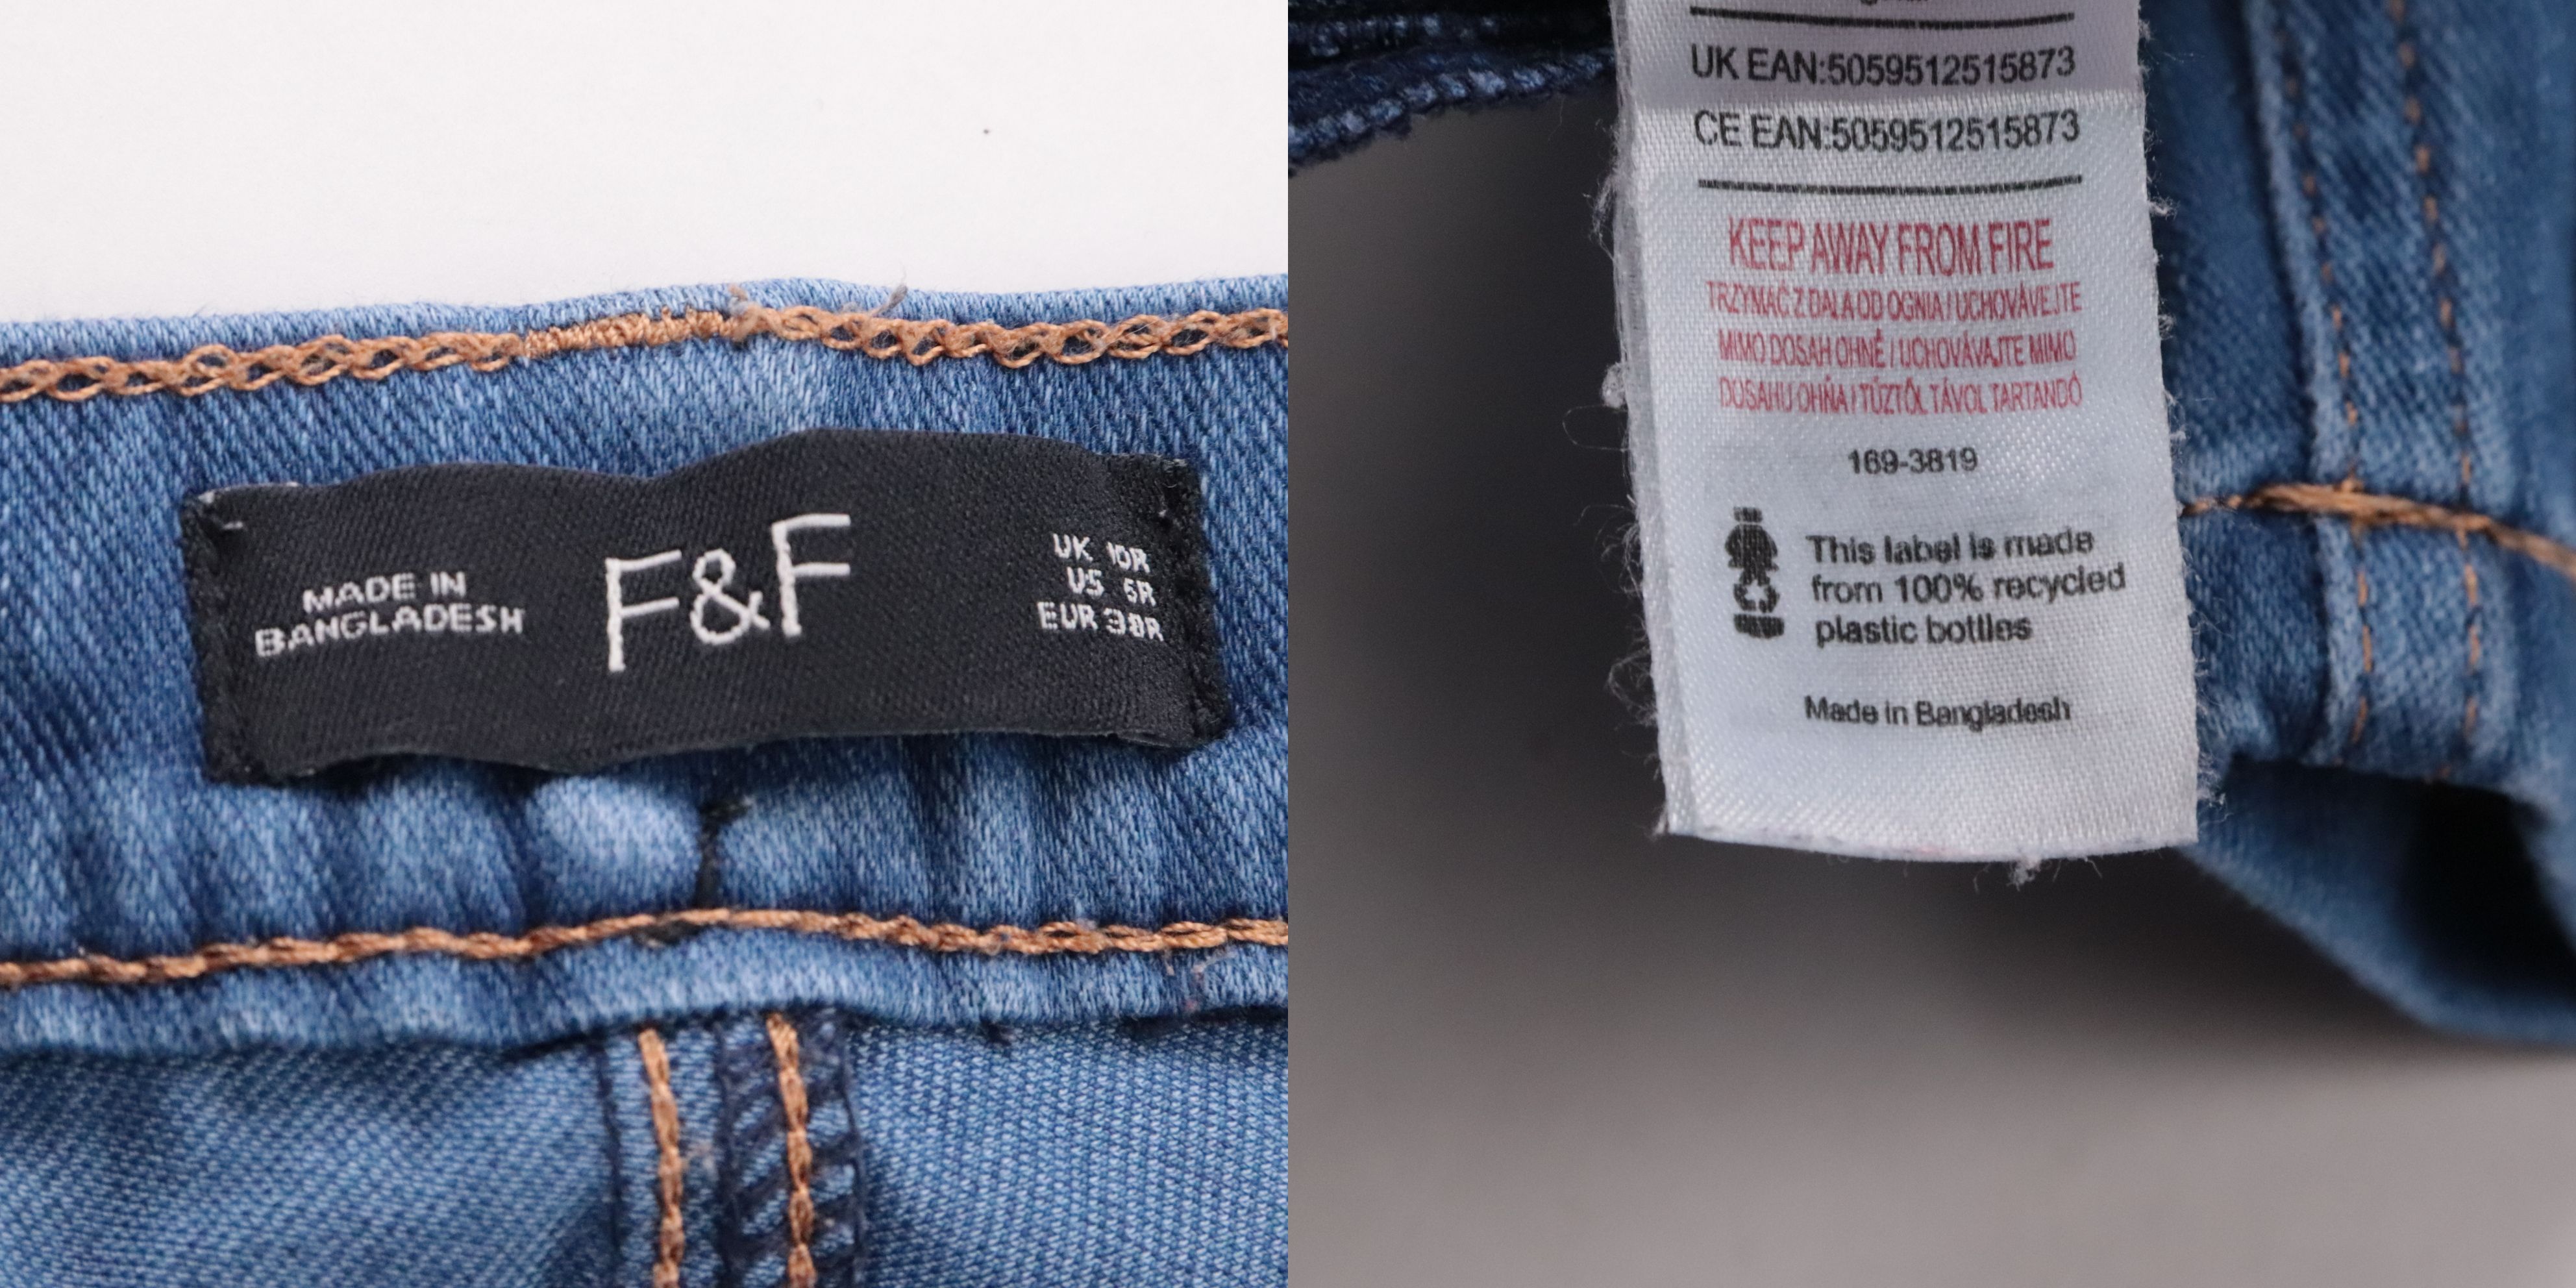 MADE IN
BANGLADESH
F&F
UK 10R
US 6R
EUR 38R
UK EAN:5059512515873
CE EAN:5059512515873
KEEP AWAY FROM FIRE
TRZYMAĆ Z DALA OD OGNIA / UCHOVÁVEJTE
MIMO DOSAH OHNĚ / UCHOVÁVAJTE MIMO
DOSAHU OHŇA / TŰZTŐL TÁVOL TARTANDÓ
169-3819
This label is made
from 100% recycled
plastic bottles
Made in Bangladesh